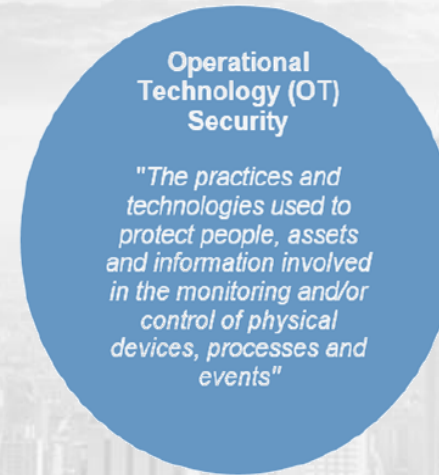 Operational
Technology (OT)
Security
"The practices and
technologies used to
protect people, assets
and information involved
in the monitoring and/or
control of physical
devices, processes and
events"